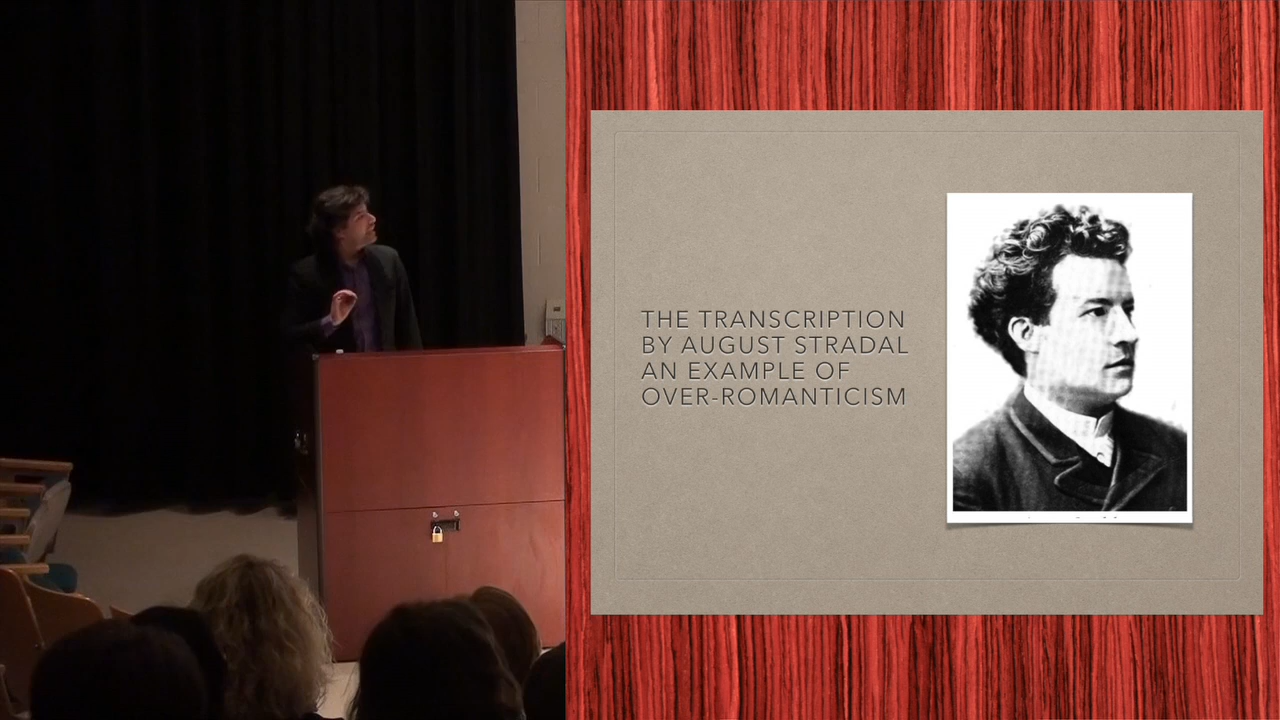 THE TRANSCRIPTION
BY AUGUST STRADAL
AN EXAMPLE OF
OVER-ROMANTICISM